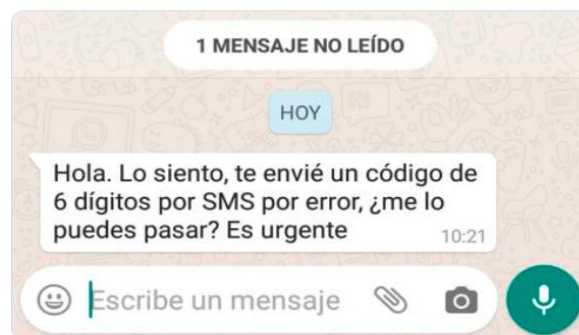 1 MENSAJE NO LEÍDO
HOY
Hola. Lo siento, te envié un código de
6 dígitos por SMS por error, ¿me lo
puedes pasar? Es urgente
10:21
Escribe un mensaje